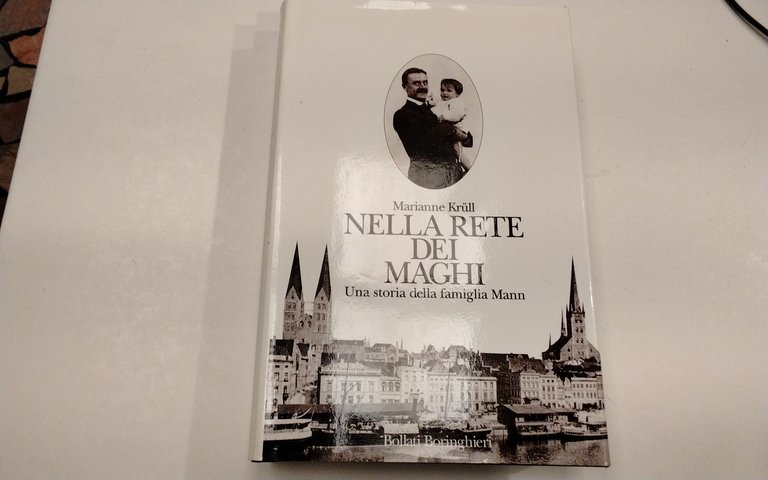 Marianne Krüll
NELLA RETE
DEI
MAGHI
Una storia della famiglia Mann
Bollati Boringhieri